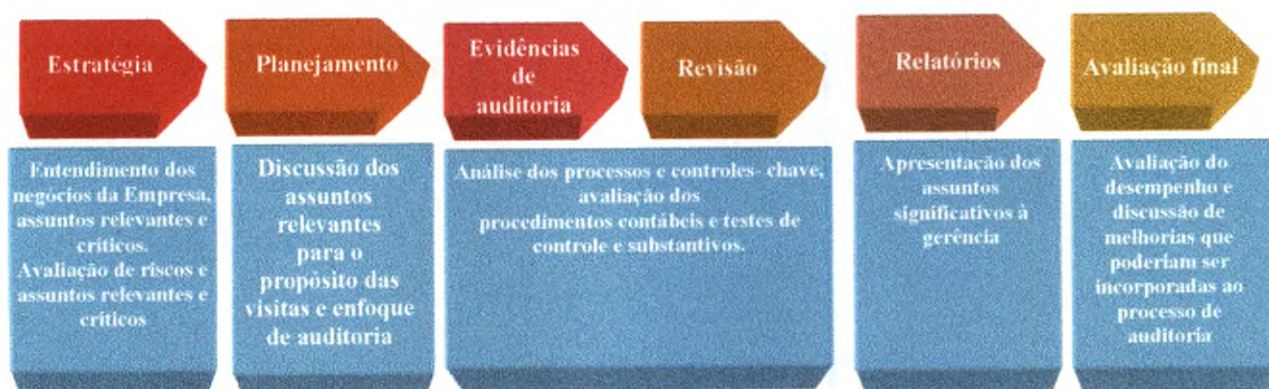 Estratégia
Planejamento
Evidências
de
auditoria
Revisão
Relatórios
Avaliação final
Entendimento dos
negócios da Empresa,
assuntos relevantes e
críticos.
Avaliação de riscos e
assuntos relevantes e
críticos
Discussão dos
assuntos
relevantes
para o
propósito das
visitas e enfoque
de auditoria
Análise dos processos e controles- chave,
avaliação dos
procedimentos contábeis e testes de
controle e substantivos.
Apresentação dos
assuntos
significativos à
gerência
Avaliação do
desempenho e
discussão de
melhorias que
poderiam ser
incorporadas ao
processo de
auditoria